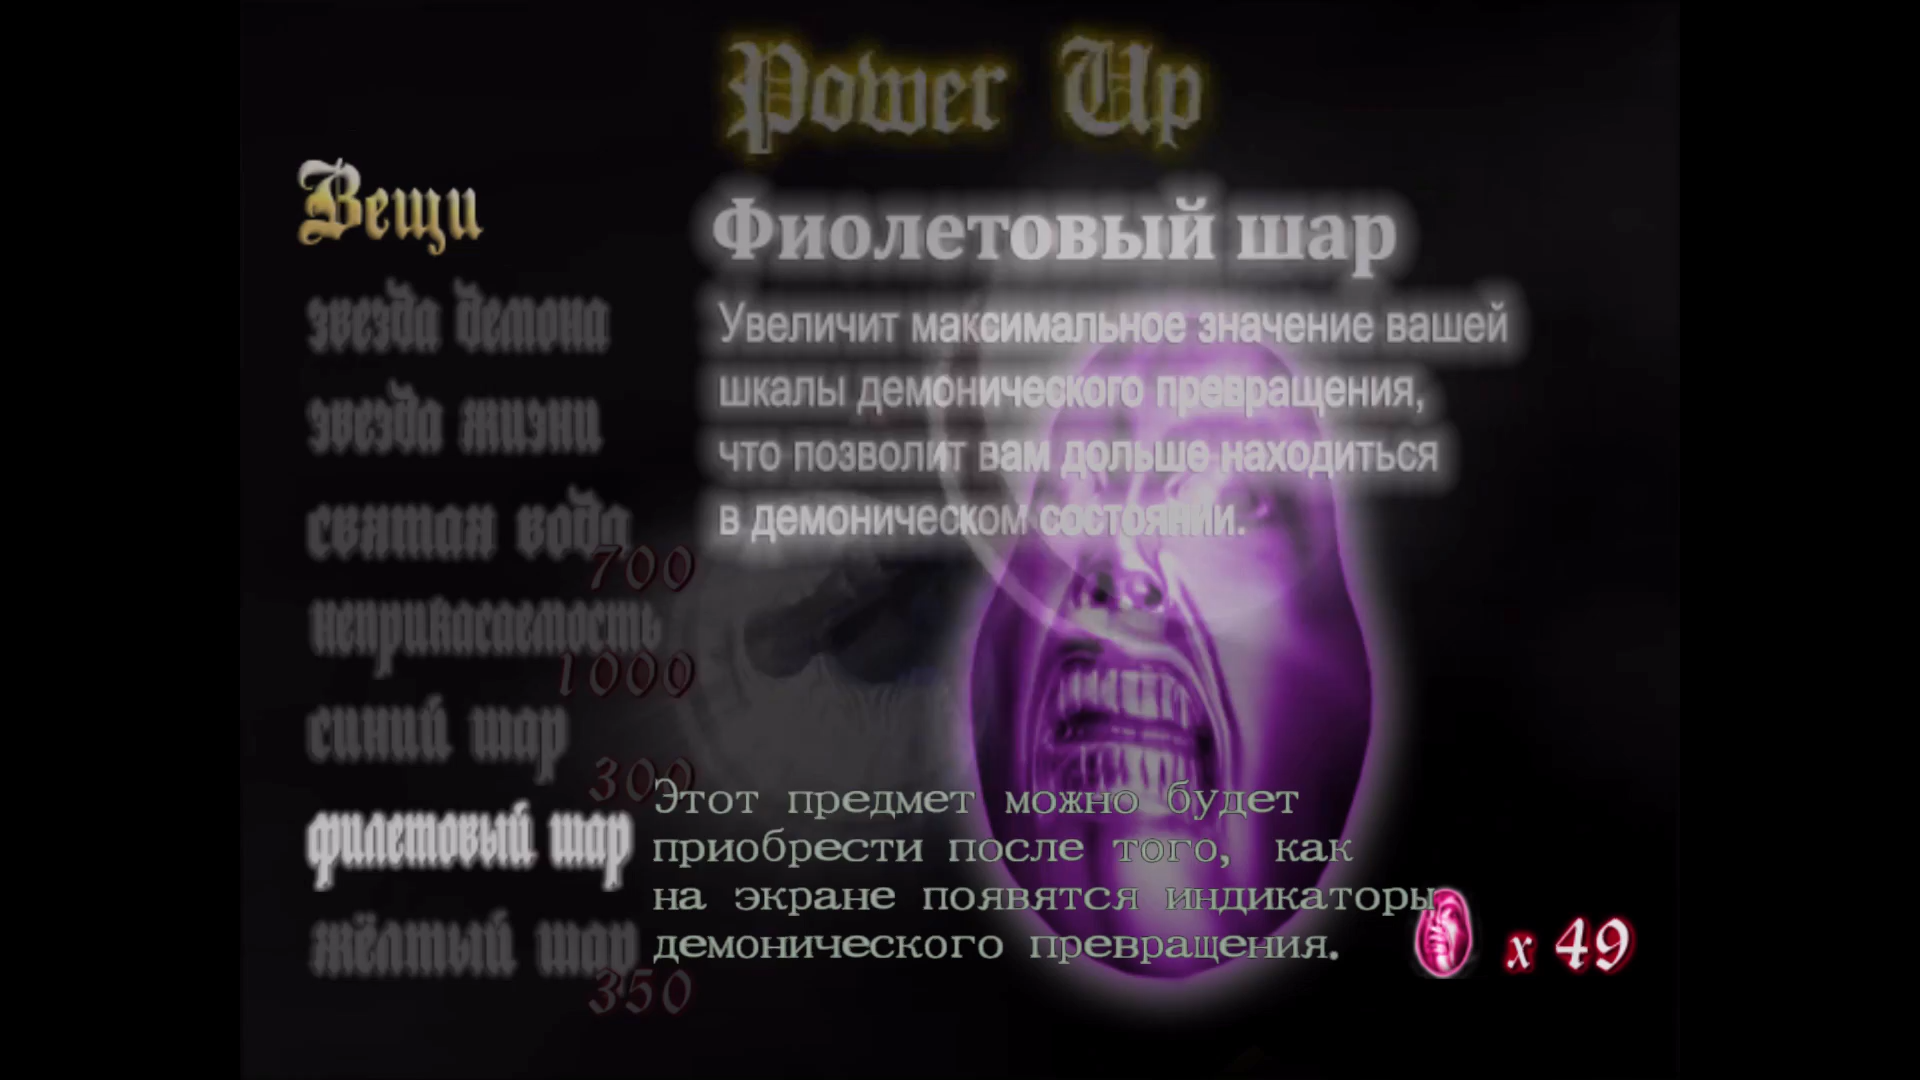 Power Up
Вещи
звезда демона
звезда жизни
святая вода
700
неприкасаемость
1000
синий шар
300
филетовый шар
жёлтый шар
350
Фиолетовый шар
Увеличит максимальное значение вашей
шкалы демонического превращения,
что позволит вам дольше находиться
в демоническом состоянии.
Этот предмет можно будет
приобрести после того, как
на экране появятся индикаторы
демонического превращения.
x 49